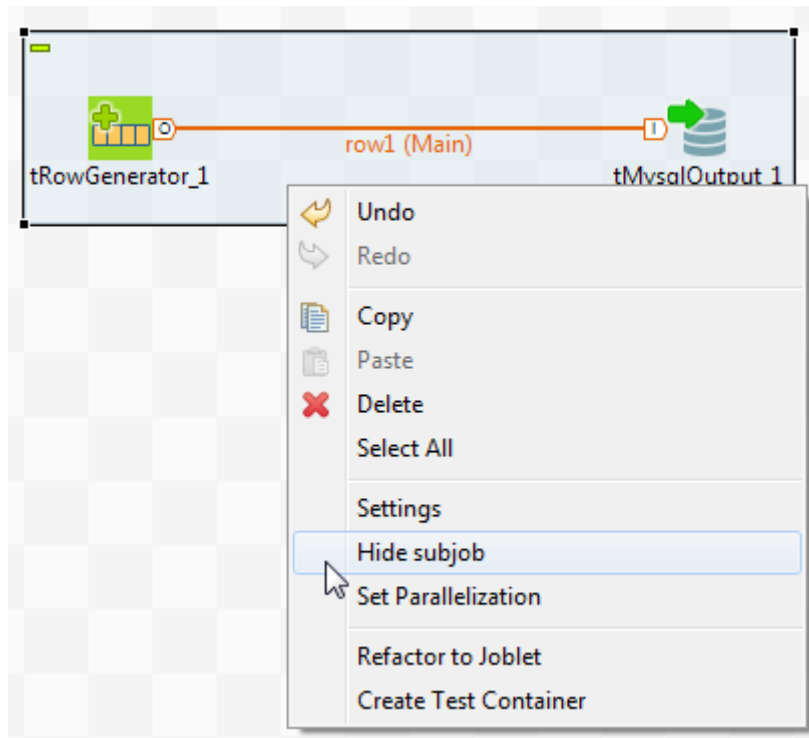 O
I
row1 (Main)
tRowGenerator_1
tMysqlOutput_1
Undo
Redo
Copy
Paste
Delete
Select All
Settings
Hide subjob
Set Parallelization
Refactor to Joblet
Create Test Container